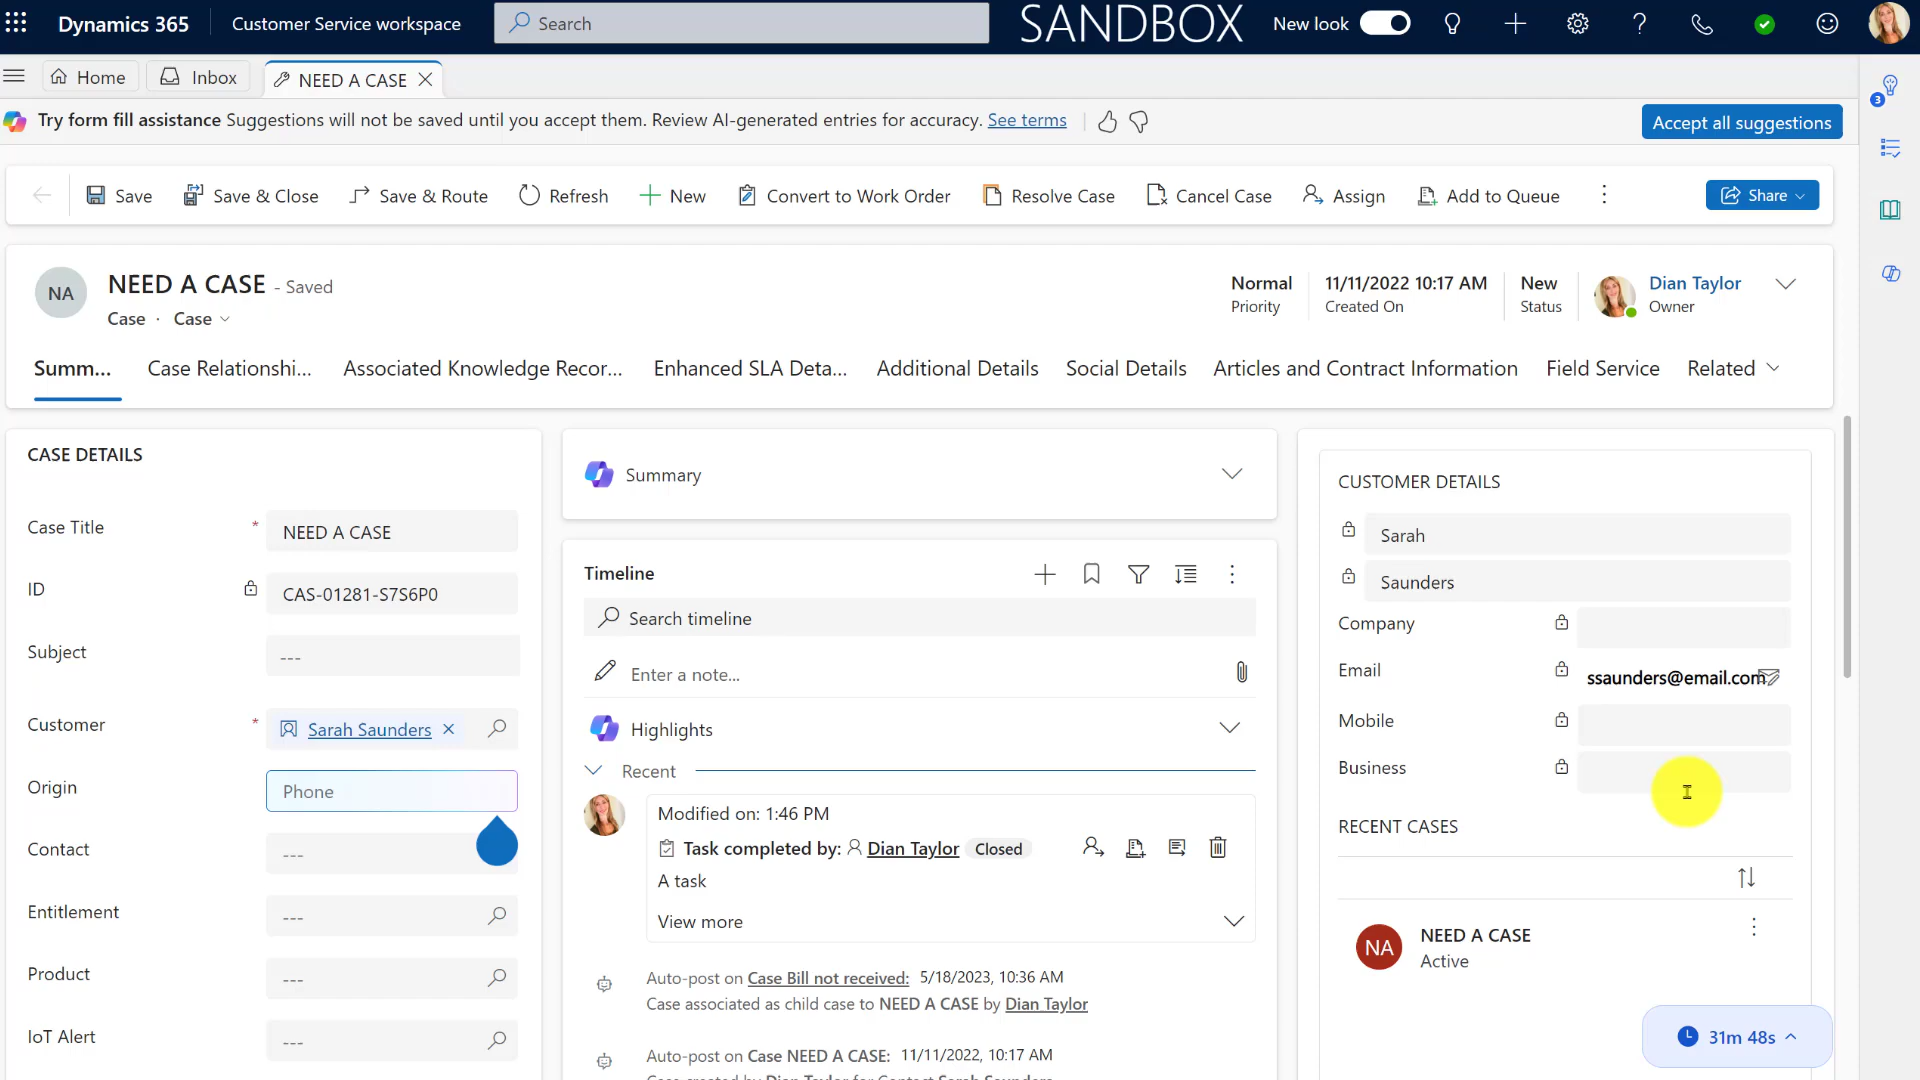 Dynamics 365 Customer Service workspace Search SANDBOX New look
Home Inbox NEED A CASE
Try form fill assistance Suggestions will not be saved until you accept them. Review AI-generated entries for accuracy. See terms Accept all suggestions
3
Save Save & Close Save & Route Refresh New Convert to Work Order Resolve Case Cancel Case Assign Add to Queue Share
NA NEED A CASE - Saved
Case · Case
Normal 11/11/2022 10:17 AM New Dian Taylor
Priority Created On Status Owner
Summ... Case Relationshi... Associated Knowledge Recor... Enhanced SLA Deta... Additional Details Social Details Articles and Contract Information Field Service Related
CASE DETAILS
Case Title * NEED A CASE
ID CAS-01281-S7S6P0
Subject ---
Customer * Sarah Saunders
Origin Phone
Contact ---
Entitlement ---
Product ---
IoT Alert ---
Summary
Timeline
Search timeline
Enter a note...
Highlights
Recent
Modified on: 1:46 PM
Task completed by: Dian Taylor Closed
A task
View more
Auto-post on Case Bill not received: 5/18/2023, 10:36 AM
Case associated as child case to NEED A CASE by Dian Taylor
Auto-post on Case NEED A CASE: 11/11/2022, 10:17 AM
Case created by Dian Taylor for Contact Sarah Saunders
CUSTOMER DETAILS
Sarah
Saunders
Company
Email ssaunders@email.com
Mobile
Business
RECENT CASES
NA NEED A CASE
Active
31m 48s